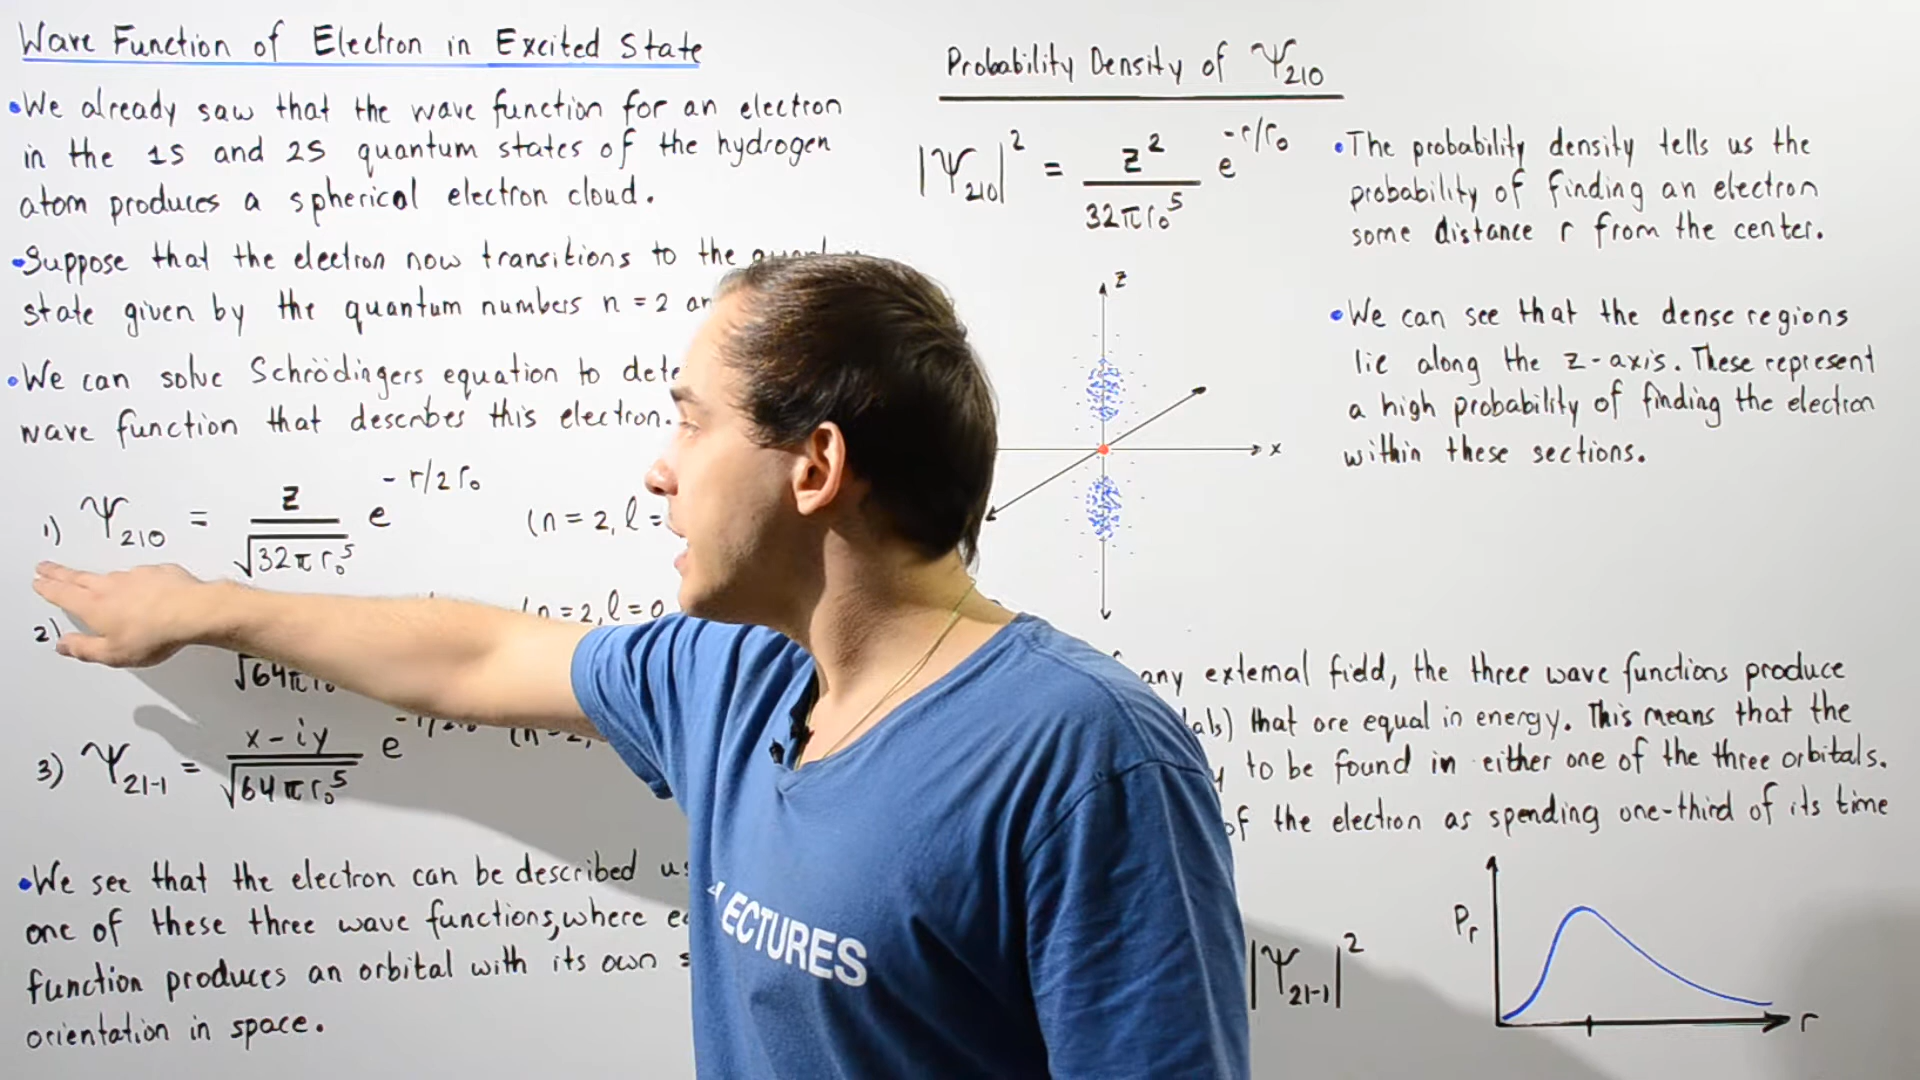 Wave Function of Electron in Excited State
•We already saw that the wave function for an electron
in the 1S and 2S quantum states of the hydrogen
atom produces a spherical electron cloud.
•Suppose that the electron now transitions to the
state given by the quantum numbers n = 2
•We can solve Schrödingers equation to
wave function that describes this electron.
1) Ψ₂₁₀ = z / √(32πr₀⁵) e^(-r/2r₀) (n = 2, l =
2) √64π (n = 2, l = 0
3) Ψ₂₁₋₁ = x - iy / √(64πr₀⁵) e
•We see that the electron can be described
one of these three wave functions, where
function produces an orbital with its own
orientation in space.
Probability Density of Ψ₂₁₀
|Ψ₂₁₀|² = z² / 32πr₀⁵ e^(-r/r₀)
•The probability density tells us the
probability of finding an electron
some distance r from the center.
z
x
•We can see that the dense regions
lie along the z-axis. These represent
a high probability of finding the electron
within these sections.
any external field, the three wave functions produce
that are equal in energy. This means that the
to be found in either one of the three orbitals.
of the electron as spending one-third of its time
|Ψ₂₁₋₁|²
Pr
r
LECTURES